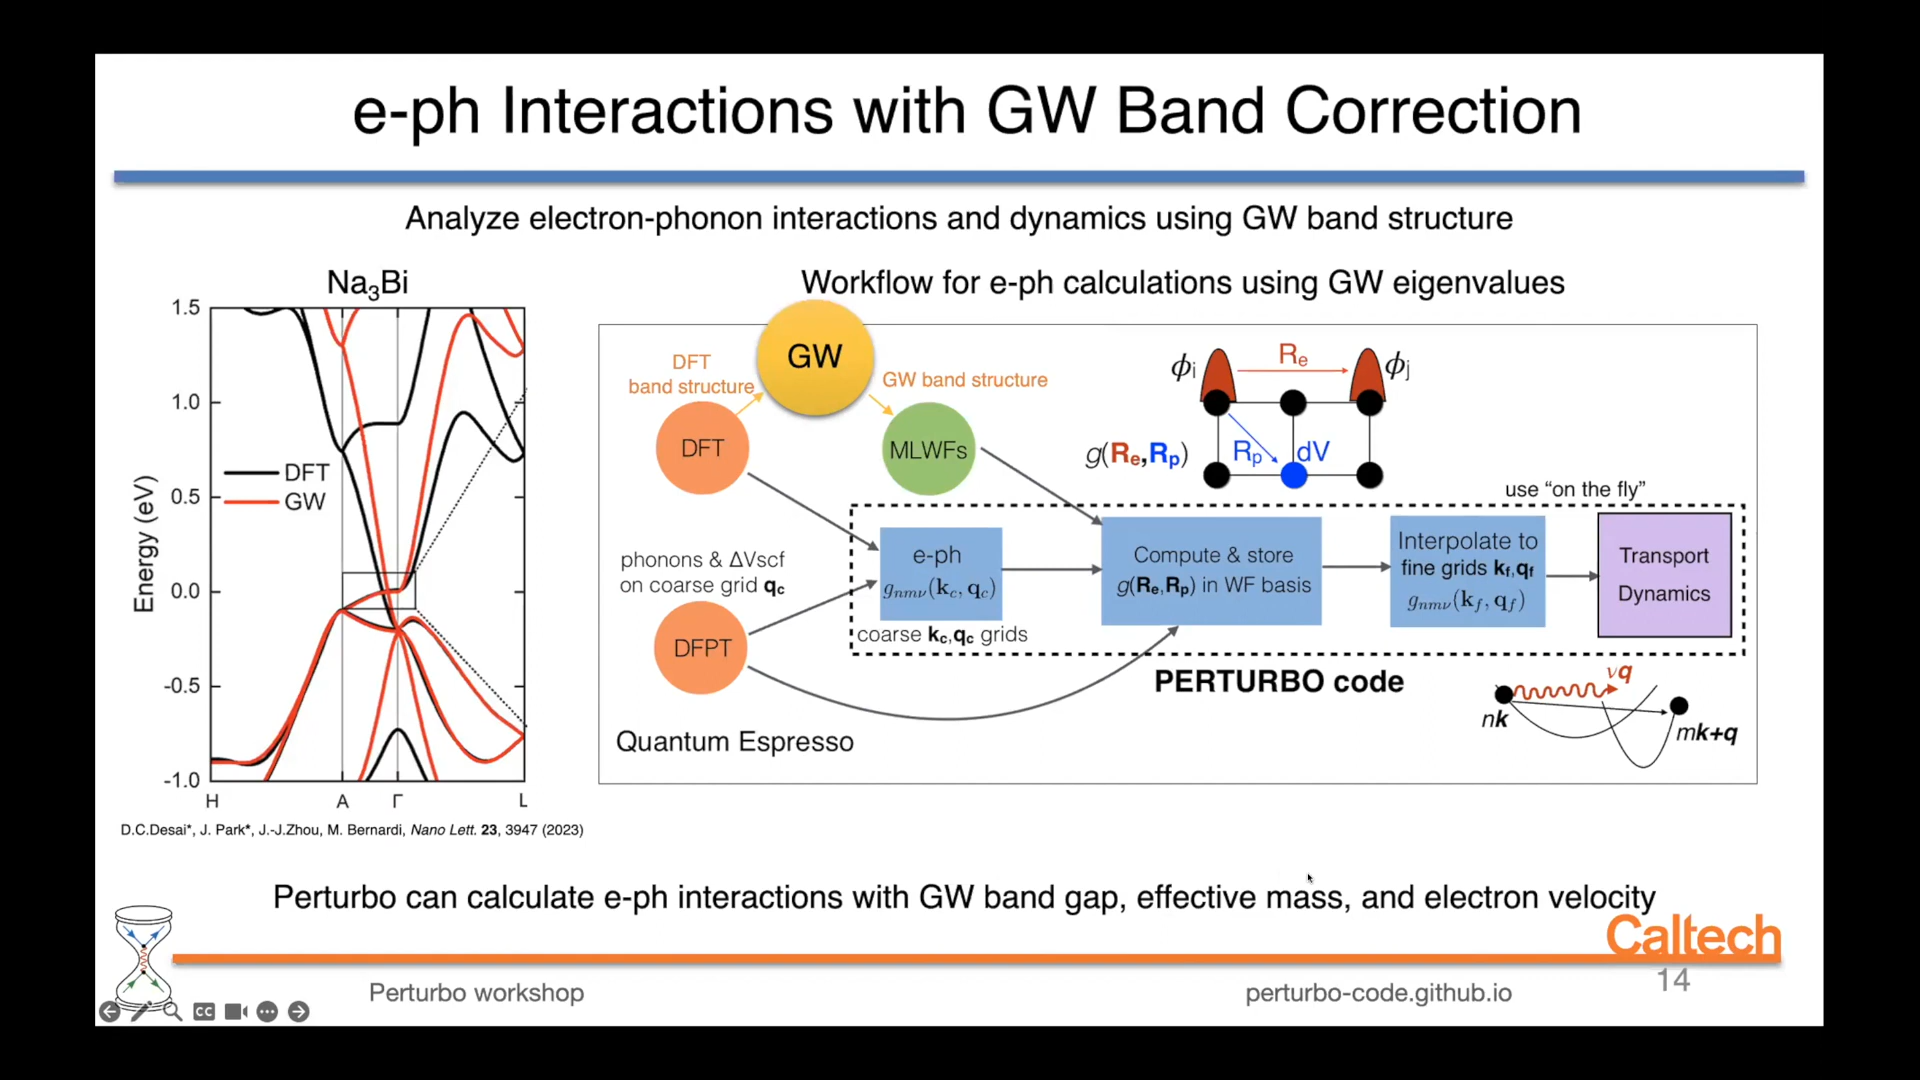 e-ph Interactions with GW Band Correction
Analyze electron-phonon interactions and dynamics using GW band structure
Na₃Bi
1.5
1.0
0.5
0.0
-0.5
-1.0
Energy (eV)
DFT
GW
H A Γ L
D.C.Desai*, J. Park*, J.-J.Zhou, M. Bernardi, Nano Lett. 23, 3947 (2023)
Workflow for e-ph calculations using GW eigenvalues
DFT
band structure
GW
GW band structure
DFT
MLWFs
ϕi
Re
ϕj
g(Re,Rp)
Rp
dV
use “on the fly”
phonons & ΔVscf
on coarse grid qc
e-ph
gnmν(kc, qc)
coarse kc,qc grids
Compute & store
g(Re,Rp) in WF basis
Interpolate to
fine grids kf,qf
gnmν(kf, qf)
Transport
Dynamics
DFPT
PERTURBO code
Quantum Espresso
νq
nk
mk+q
Perturbo can calculate e-ph interactions with GW band gap, effective mass, and electron velocity
Caltech
14
Perturbo workshop
perturbo-code.github.io
CC